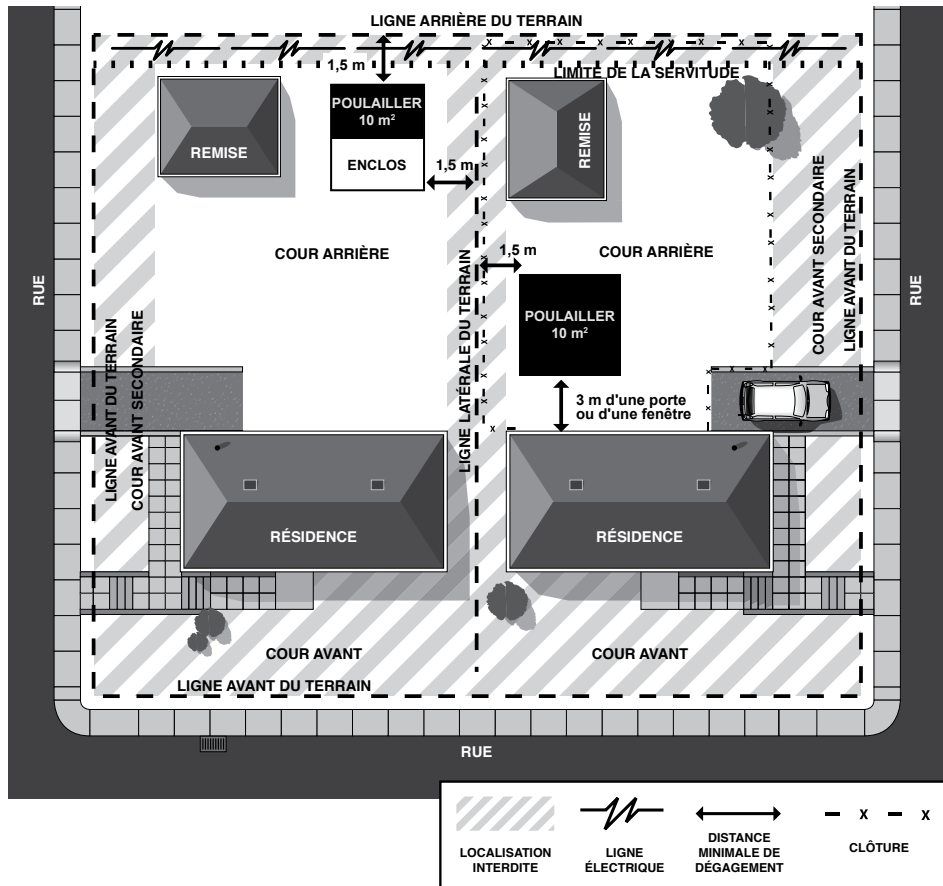 LIGNE ARRIÈRE DU TERRAIN
1,5 m
LIMITE DE LA SERVITUDE
POULAILLER
10 m²
REMISE
ENCLOS
1,5 m
REMISE
COUR ARRIÈRE
1,5 m
COUR ARRIÈRE
COUR AVANT SECONDAIRE
LIGNE AVANT DU TERRAIN
RUE
RUE
POULAILLER
10 m²
LIGNE LATÉRALE DU TERRAIN
LIGNE AVANT DU TERRAIN
COUR AVANT SECONDAIRE
3 m d'une porte
ou d'une fenêtre
RÉSIDENCE
RÉSIDENCE
COUR AVANT
COUR AVANT
LIGNE AVANT DU TERRAIN
RUE
LOCALISATION
INTERDITE
LIGNE
ÉLECTRIQUE
DISTANCE
MINIMALE DE
DÉGAGEMENT
X X
CLÔTURE